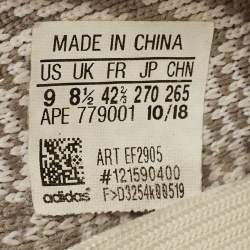 MADE IN CHINA
US UK FR JP CHN
9 8½ 42⅔ 270 265
APE 779001 10/18
ART EF2905
#121590400
adidas F>D3254k00519